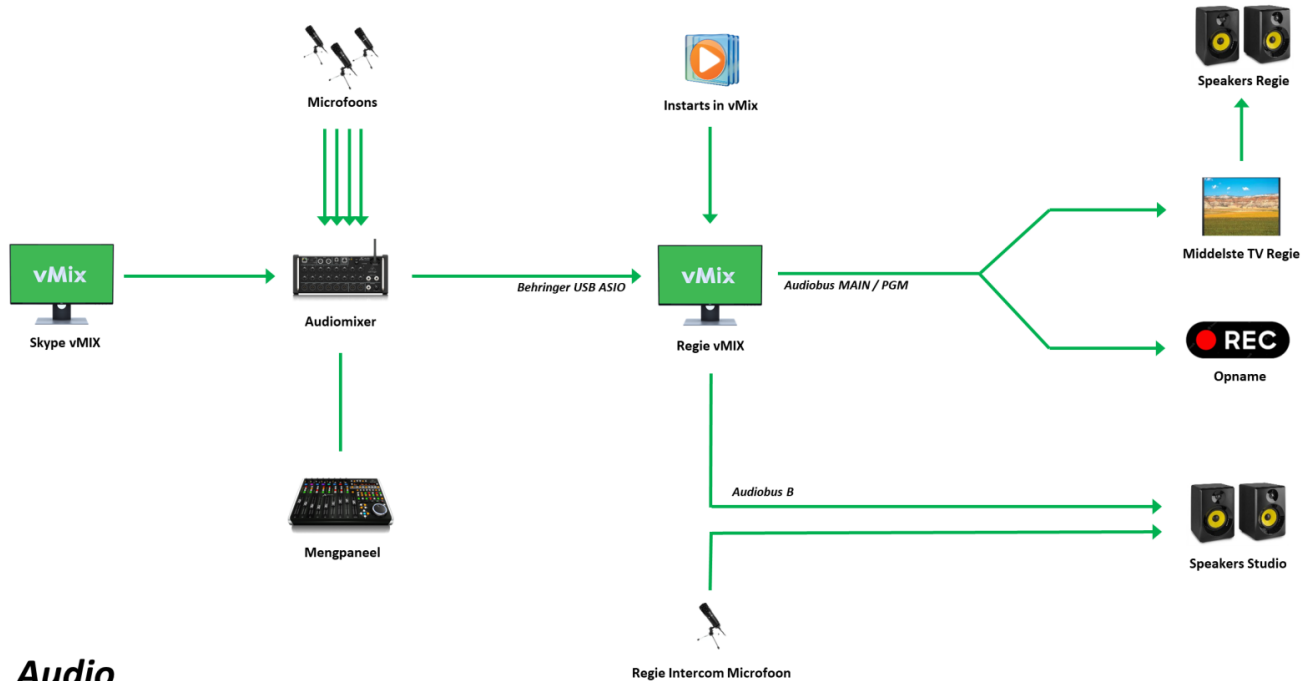 Microfoons
Instarts in vMix
Speakers Regie
vMix
Skype vMIX
Audiomixer
Behringer USB ASIO
vMix
Regie vMIX
Audiobus MAIN / PGM
Middelste TV Regie
REC
Opname
Mengpaneel
Audiobus B
Speakers Studio
Regie Intercom Microfoon
Audio